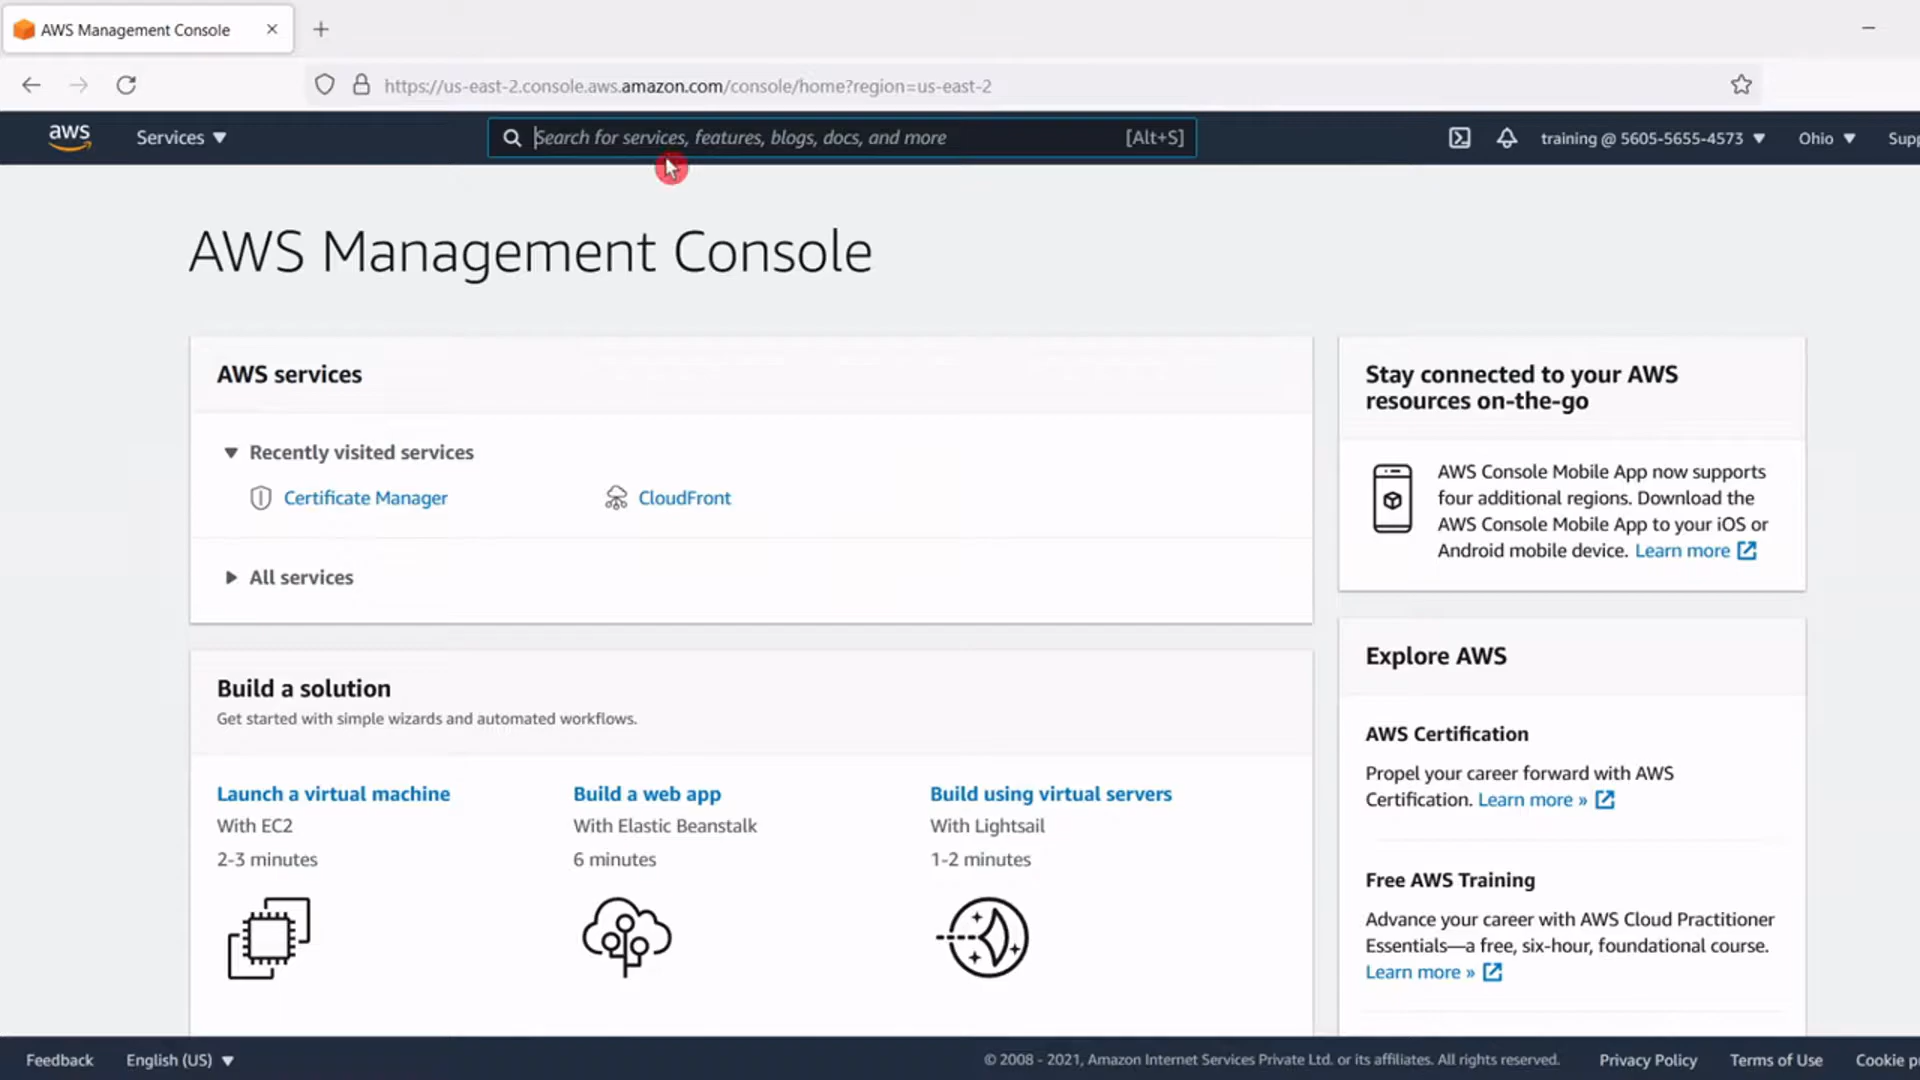 AWS Management Console
https://us-east-2.console.aws.amazon.com/console/home?region=us-east-2
aws
Services
Search for services, features, blogs, docs, and more
[Alt+S]
training @ 5605-5655-4573
Ohio
Supp
AWS Management Console
AWS services
Recently visited services
Certificate Manager
CloudFront
All services
Stay connected to your AWS
resources on-the-go
AWS Console Mobile App now supports
four additional regions. Download the
AWS Console Mobile App to your iOS or
Android mobile device. Learn more
Build a solution
Get started with simple wizards and automated workflows.
Launch a virtual machine
With EC2
2-3 minutes
Build a web app
With Elastic Beanstalk
6 minutes
Build using virtual servers
With Lightsail
1-2 minutes
Explore AWS
AWS Certification
Propel your career forward with AWS
Certification. Learn more »
Free AWS Training
Advance your career with AWS Cloud Practitioner
Essentials—a free, six-hour, foundational course.
Learn more »
Feedback
English (US)
© 2008 - 2021, Amazon Internet Services Private Ltd. or its affiliates. All rights reserved.
Privacy Policy
Terms of Use
Cookie p